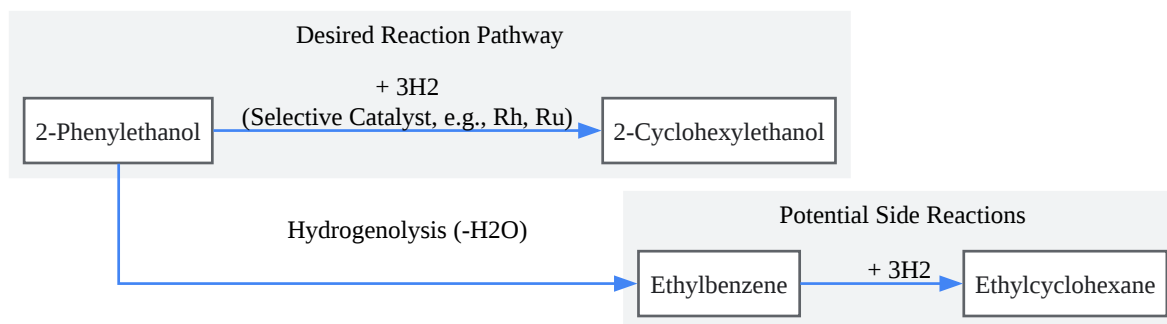 Desired Reaction Pathway
+ 3H2
(Selective Catalyst, e.g., Rh, Ru)
2-Phenylethanol
2-Cyclohexylethanol
Potential Side Reactions
Hydrogenolysis (-H2O)
Ethylbenzene
+ 3H2
Ethylcyclohexane